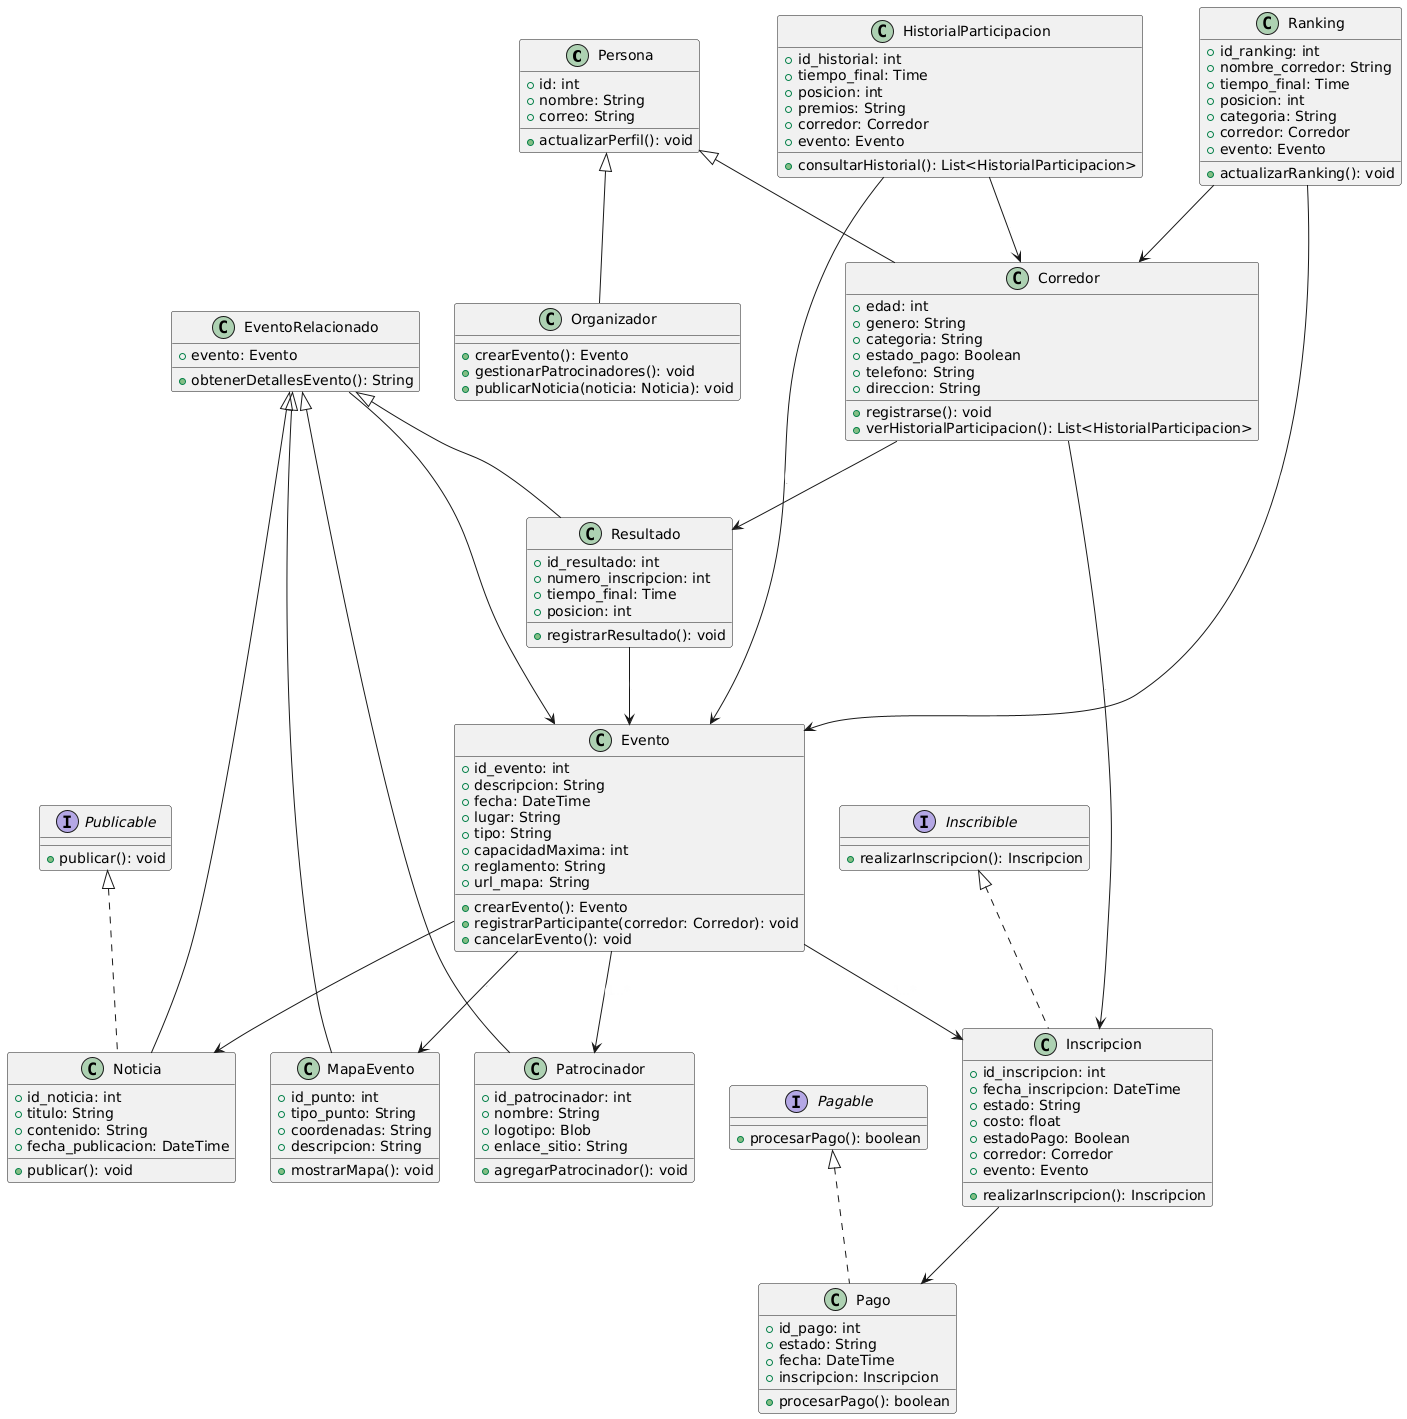 Persona
id: int
nombre: String
correo: String
actualizarPerfil(): void
HistorialParticipacion
id_historial: int
tiempo_final: Time
posicion: int
premios: String
corredor: Corredor
evento: Evento
consultarHistorial(): List<HistorialParticipacion>
Ranking
id_ranking: int
nombre_corredor: String
tiempo_final: Time
posicion: int
categoria: String
corredor: Corredor
evento: Evento
actualizarRanking(): void
EventoRelacionado
evento: Evento
obtenerDetallesEvento(): String
Organizador
crearEvento(): Evento
gestionarPatrocinadores(): void
publicarNoticia(noticia: Noticia): void
Corredor
edad: int
genero: String
categoria: String
estado_pago: Boolean
telefono: String
direccion: String
registrarse(): void
verHistorialParticipacion(): List<HistorialParticipacion>
Resultado
id_resultado: int
numero_inscripcion: int
tiempo_final: Time
posicion: int
registrarResultado(): void
Publicable
publicar(): void
Evento
id_evento: int
descripcion: String
fecha: DateTime
lugar: String
tipo: String
capacidadMaxima: int
reglamento: String
url_mapa: String
crearEvento(): Evento
registrarParticipante(corredor: Corredor): void
cancelarEvento(): void
Inscribible
realizarInscripcion(): Inscripcion
Noticia
id_noticia: int
titulo: String
contenido: String
fecha_publicacion: DateTime
publicar(): void
MapaEvento
id_punto: int
tipo_punto: String
coordenadas: String
descripcion: String
mostrarMapa(): void
Patrocinador
id_patrocinador: int
nombre: String
logotipo: Blob
enlace_sitio: String
agregarPatrocinador(): void
Pagable
procesarPago(): boolean
Inscripcion
id_inscripcion: int
fecha_inscripcion: DateTime
estado: String
costo: float
estadoPago: Boolean
corredor: Corredor
evento: Evento
realizarInscripcion(): Inscripcion
Pago
id_pago: int
estado: String
fecha: DateTime
inscripcion: Inscripcion
procesarPago(): boolean